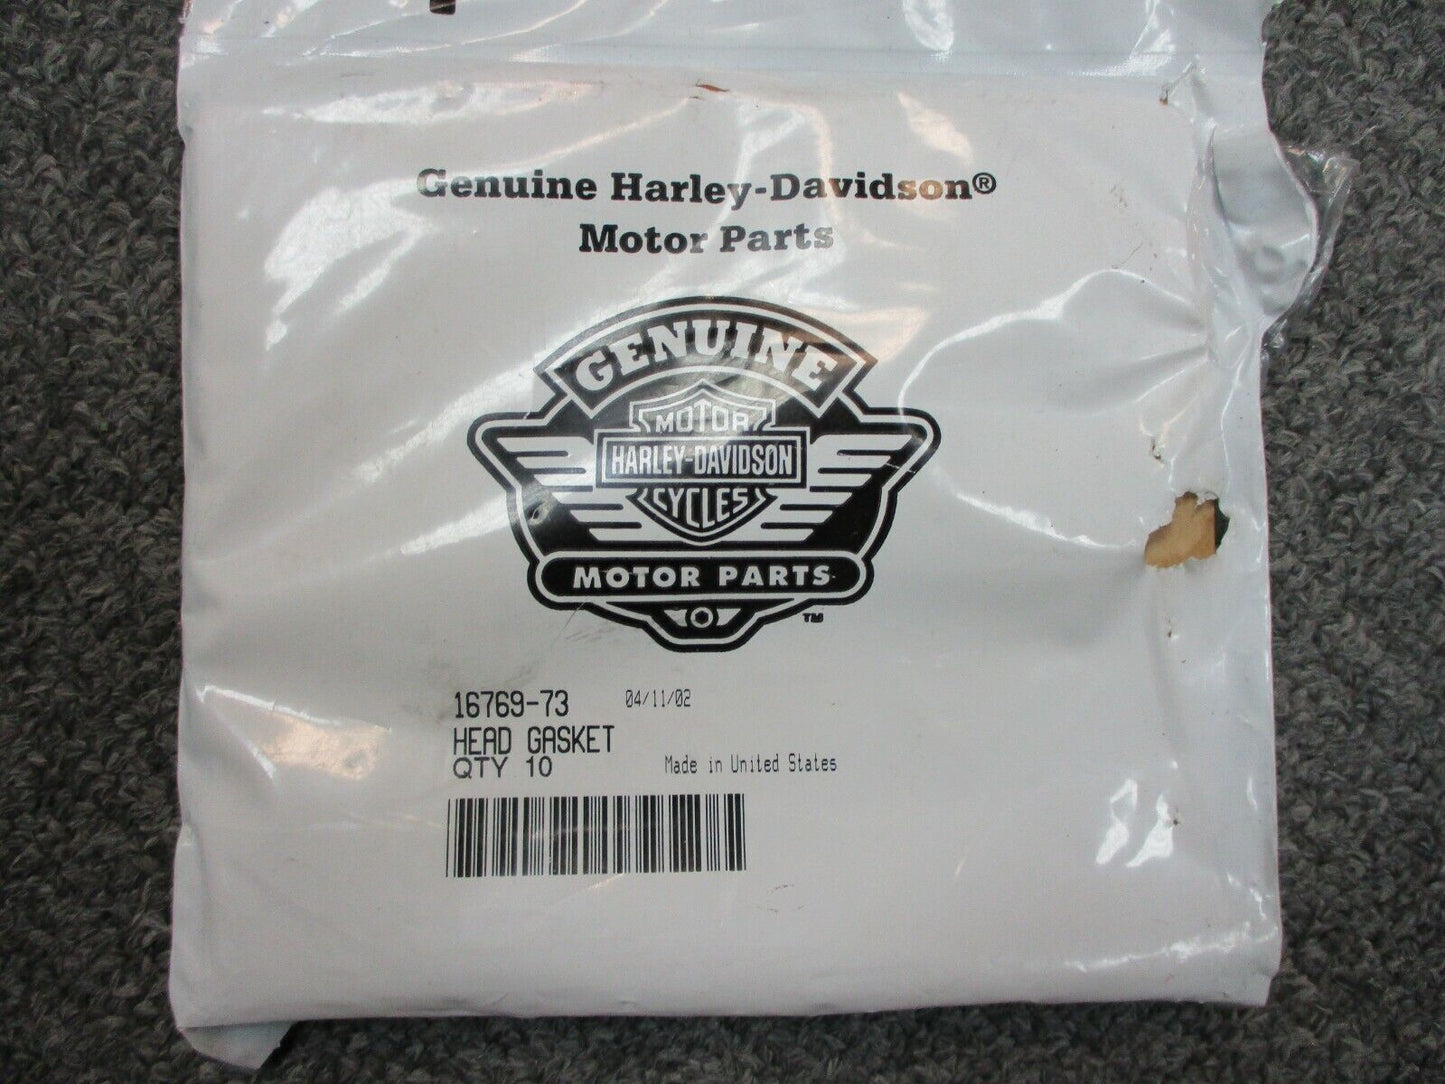 Genuine Harley-Davidson®
Motor Parts
GENUINE
MOTOR
HARLEY-DAVIDSON
CYCLES
MOTOR PARTS
TM
16769-73 04/11/02
HEAD GASKET
QTY 10 Made in United States